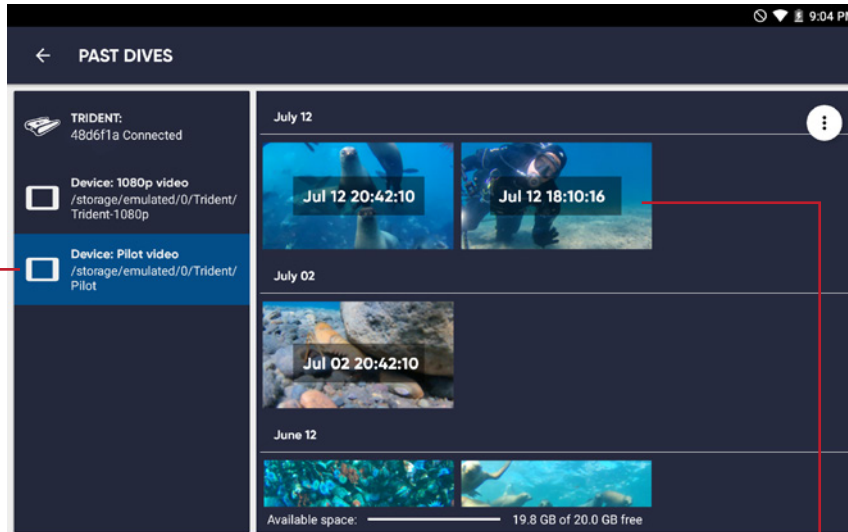 9:04 PM
PAST DIVES
TRIDENT:
48d6f1a Connected
Device: 1080p video
/storage/emulated/0/Trident/
Trident-1080p
Device: Pilot video
/storage/emulated/0/Trident/
Pilot
July 12
Jul 12 20:42:10
Jul 12 18:10:16
July 02
Jul 02 20:42:10
June 12
Available space:
19.8 GB of 20.0 GB free